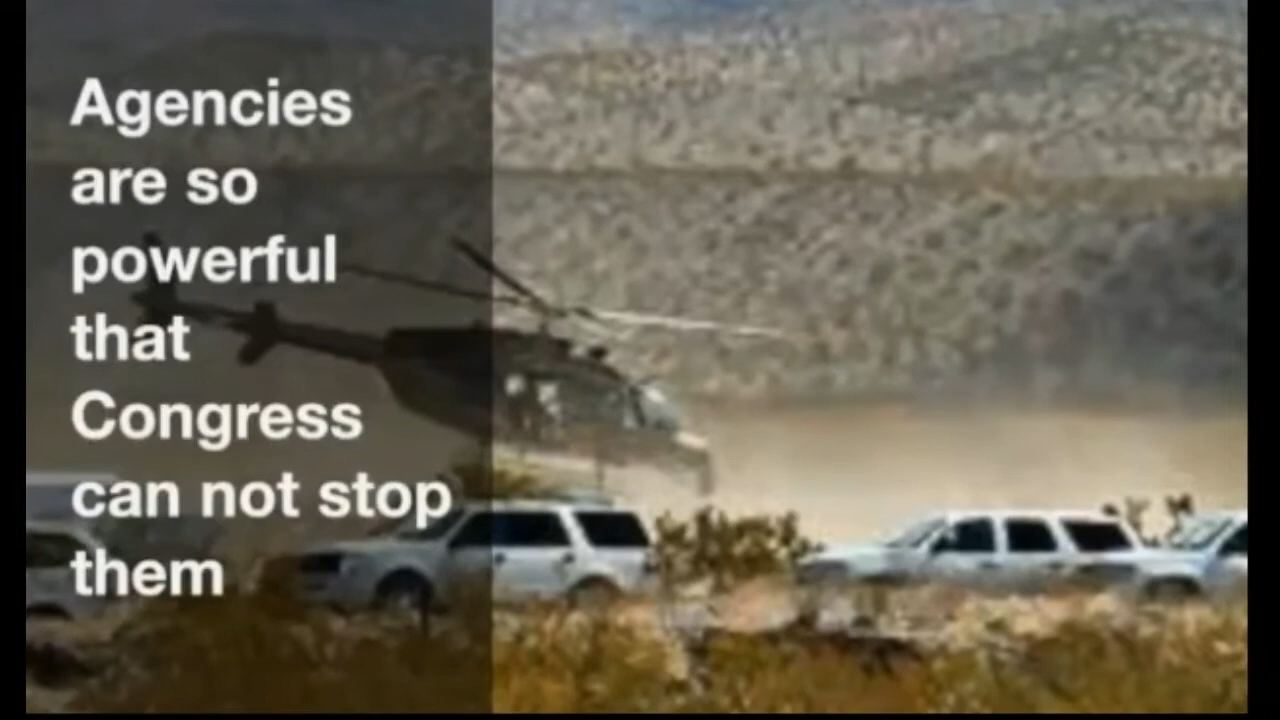 Agencies
are so
powerful
that
Congress
can not stop
them